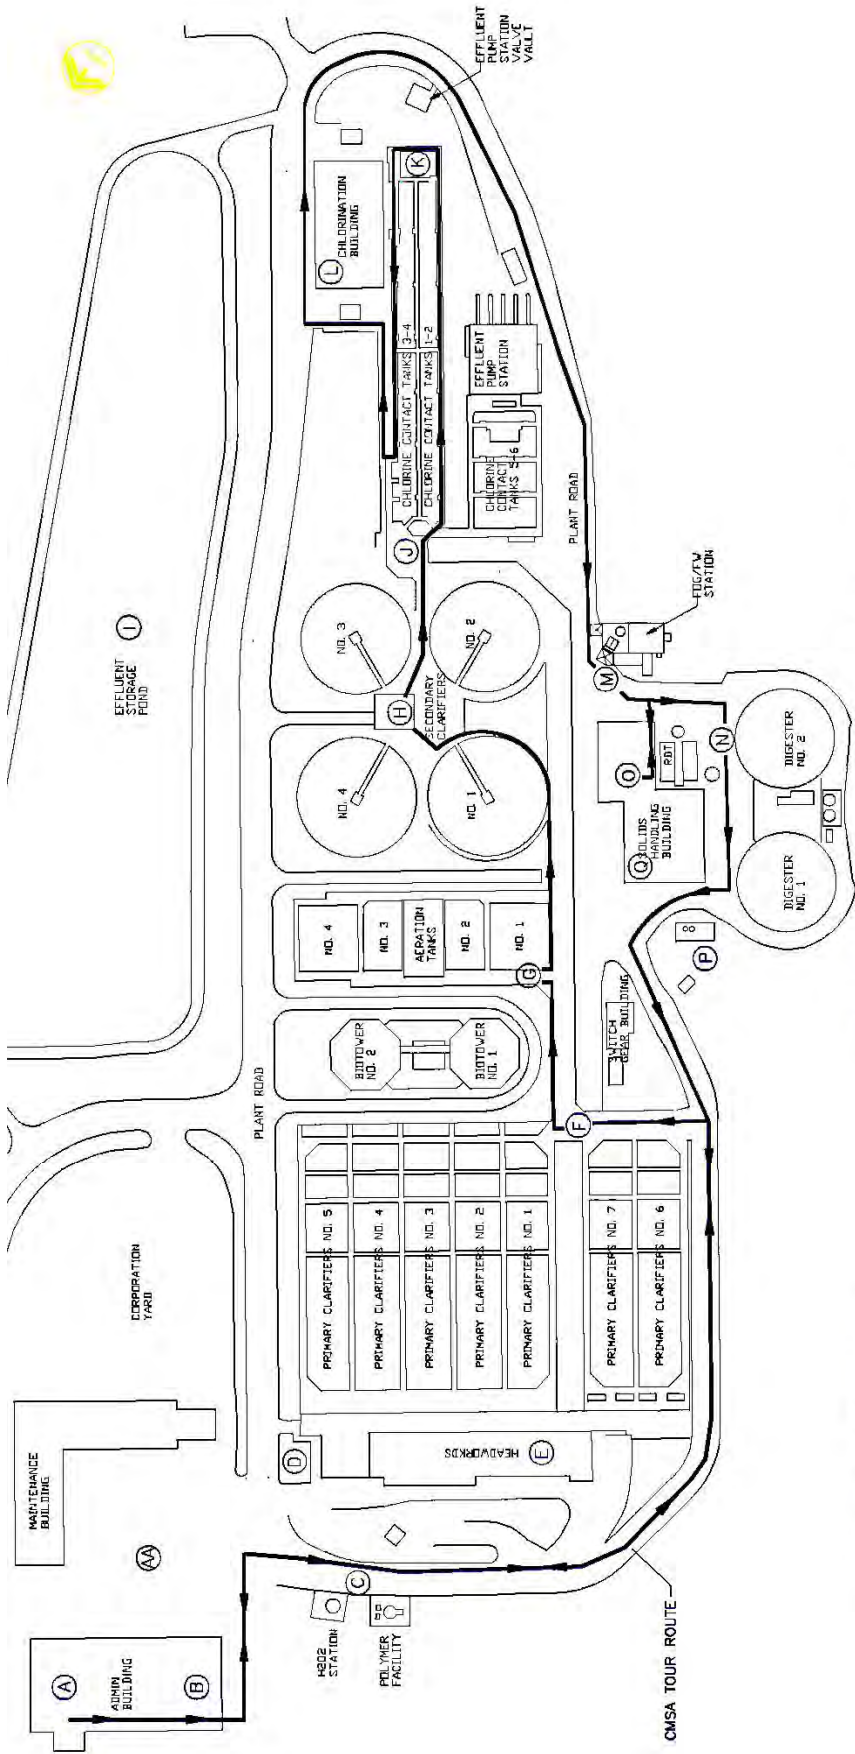 EFFLUENT
PUMP
STATION
VALVE
VAULT
K
CHLORINATION
BUILDING
L
CHLORINE CONTACT TANKS 3-4
CHLORINE CONTACT TANKS 1-2
EFFLUENT
PUMP
STATION
CHLORINE
CONTACT
TANKS 5-6
PLANT ROAD
J
EFFLUENT
STORAGE
POND
I
NO. 3
NO. 2
H
SECONDARY
CLARIFIERS
NO. 4
NO. 1
FOG/FW
STATION
M
N
O
RDT
Q
SOLIDS
HANDLING
BUILDING
DIGESTER
NO. 2
DIGESTER
NO. 1
P
NO. 4
NO. 3
AERATION
TANKS
NO. 2
NO. 1
G
SWITCH
GEAR BUILDING
BIOTOWER
NO. 2
BIOTOWER
NO. 1
PLANT ROAD
F
PRIMARY CLARIFIERS NO. 5
PRIMARY CLARIFIERS NO. 4
PRIMARY CLARIFIERS NO. 3
PRIMARY CLARIFIERS NO. 2
PRIMARY CLARIFIERS NO. 1
PRIMARY CLARIFIERS NO. 7
PRIMARY CLARIFIERS NO. 6
CORPORATION
YARD
MAINTENANCE
BUILDING
D
HEADWORKDS
E
AA
C
H2O2
STATION
POLYMER
FACILITY
A
ADMIN
BUILDING
B
CMSA TOUR ROUTE